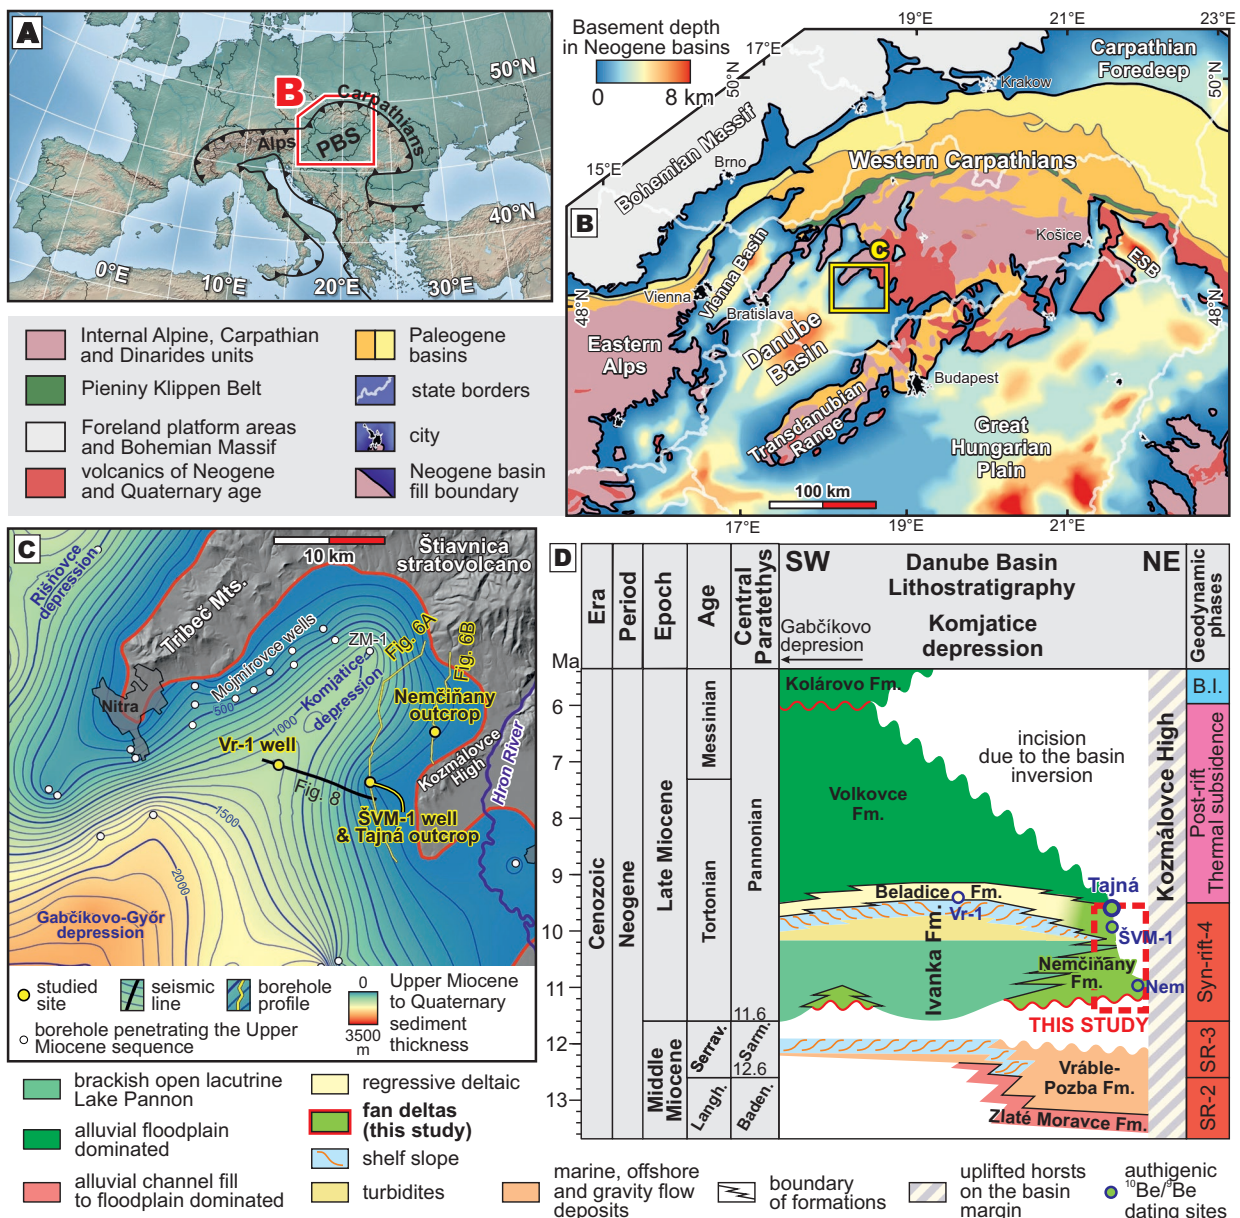 A
B
Carpathians
Alps
PBS
50°N
40°N
0°E
10°E
20°E
30°E
Basement depth
in Neogene basins
0
8 km
19°E
21°E
23°E
17°E
50°N
50°N
15°E
Carpathian
Foredeep
Krakow
Bohemian Massif
Brno
Western Carpathians
B
C
Košice
ESB
Vienna Basin
Vienna
Bratislava
48°N
48°N
Eastern
Alps
Danube
Basin
Budapest
Transdanubian
Range
Great
Hungarian
Plain
100 km
17°E
19°E
21°E
Internal Alpine, Carpathian
and Dinarides units
Pieniny Klippen Belt
Foreland platform areas
and Bohemian Massif
volcanics of Neogene
and Quaternary age
Paleogene
basins
state borders
city
Neogene basin
fill boundary
C
10 km
Rišňovce
depression
Tribeč Mts.
Štiavnica
stratovolcano
Mojmírovce wells
ZM-1
Fig. 6A
Fig. 6B
Komjatice
depression
Nitra
500
1000
1500
2000
Nemčiňany
outcrop
Vr-1 well
Fig. 8
Kozmálovce
High
Hron River
ŠVM-1 well
& Tajná outcrop
Gabčíkovo-Győr
depression
studied
site
seismic
line
borehole
profile
borehole penetrating the Upper
Miocene sequence
0
3500
m
Upper Miocene
to Quaternary
sediment
thickness
D
Era
Period
Epoch
Age
Central
Paratethys
SW
Danube Basin
Lithostratigraphy
NE
Komjatice
depression
Gabčíkovo
depresion
Geodynamic
phases
Ma
6
7
8
9
10
11
12
13
Cenozoic
Neogene
Late Miocene
Middle
Miocene
Messinian
Tortonian
Serrav.
Langh.
Pannonian
11.6
Sarm.
12.6
Baden.
Kolárovo Fm.
Volkovce
Fm.
incision
due to the basin
inversion
Beladice Fm.
Vr-1
Ivanka Fm.
Tajná
ŠVM-1
Nemčiňany
Fm.
Nem
THIS STUDY
Vráble-
Pozba Fm.
Zlaté Moravce Fm.
Kozmálovce High
B.I.
Post-rift
Thermal subsidence
Syn-rift-4
SR-3
SR-2
brackish open lacutrine
Lake Pannon
alluvial floodplain
dominated
alluvial channel fill
to floodplain dominated
regressive deltaic
fan deltas
(this study)
shelf slope
turbidites
marine, offshore
and gravity flow
deposits
boundary
of formations
uplifted horsts
on the basin
margin
authigenic
¹⁰Be/⁹Be
dating sites